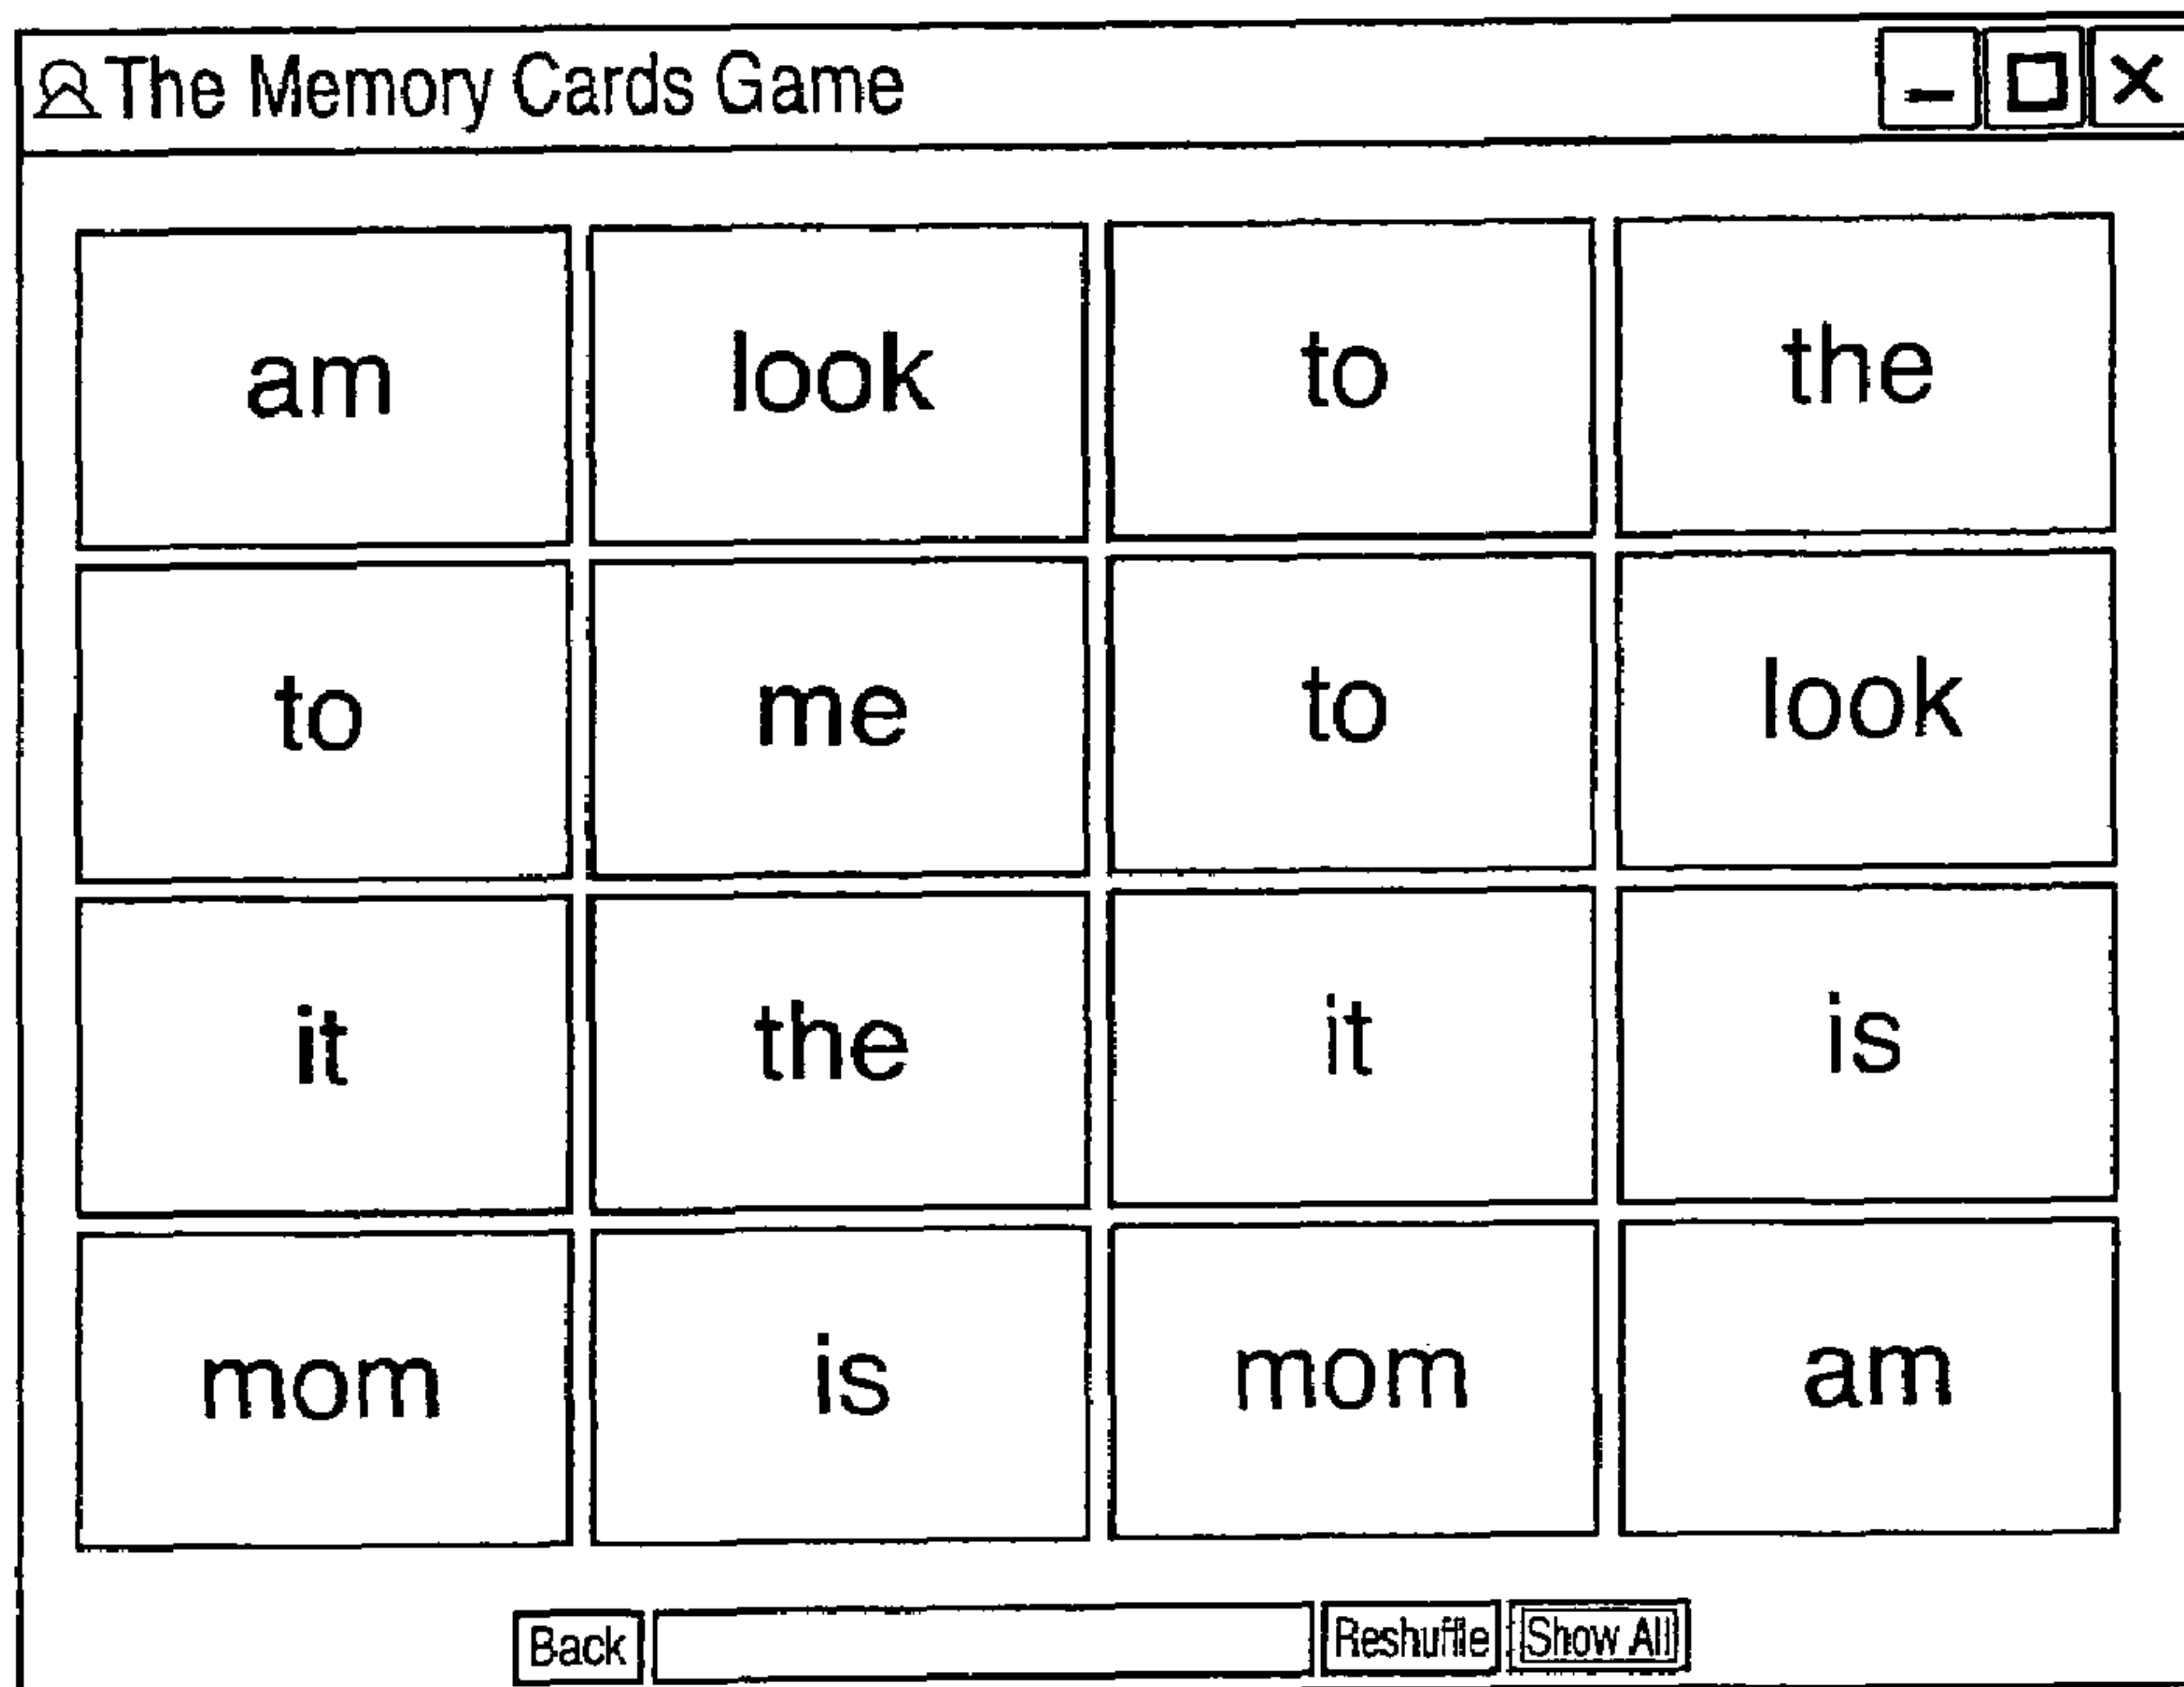 The Memory Cards Game
am look to the
to me to look
it the it is
mom is mom am
Back Reshuffle Show All